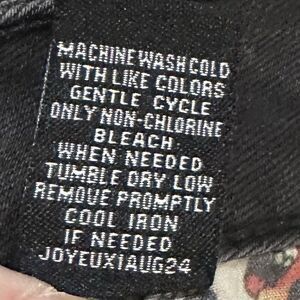 MACHINE WASH COLD
WITH LIKE COLORS
GENTLE CYCLE
ONLY NON-CHLORINE
BLEACH
WHEN NEEDED
TUMBLE DRY LOW
REMOVE PROMPTLY
COOL IRON
IF NEEDED
JOYEUX1AUG24